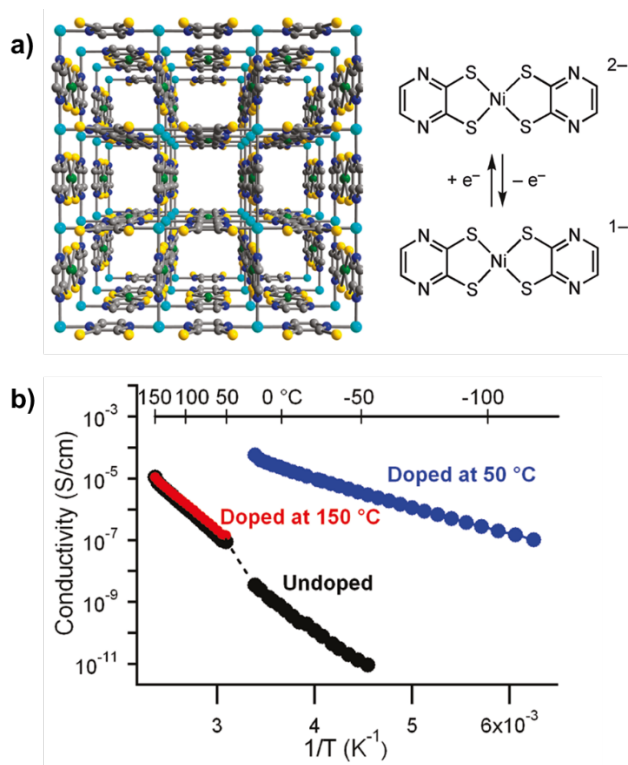 a)
N S S N 2–
Ni
N S S N
+ e– – e–
1–
N S S N
Ni
N S S N
b)
150 100 50 0 °C -50 -100
10-3
10-5
10-7
10-9
10-11
Conductivity (S/cm)
Doped at 50 °C
Doped at 150 °C
Undoped
3 4 5 6x10-3
1/T (K-1)